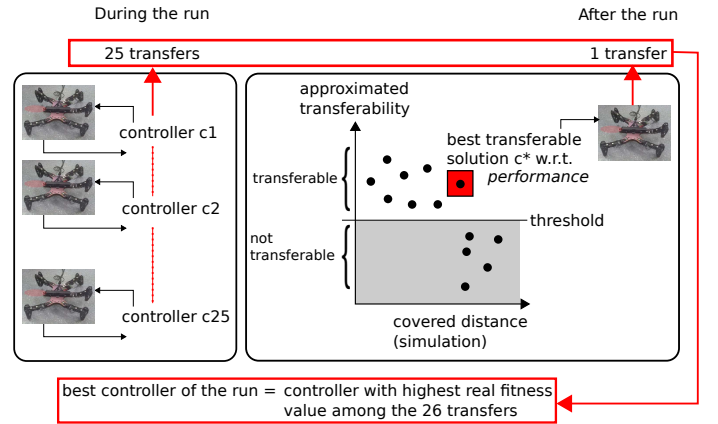 During the run
After the run
25 transfers
1 transfer
controller c1
controller c2
controller c25
approximated
transferability
transferable
not
transferable
best transferable
solution c* w.r.t.
performance
threshold
covered distance
(simulation)
best controller of the run = controller with highest real fitness
value among the 26 transfers